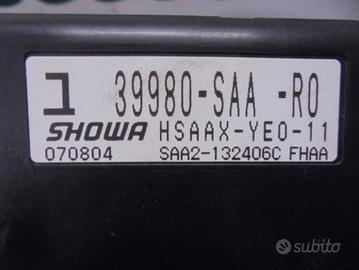 1 39980-SAA -R0
SHOWA HSAAX-YE0-11
070804 SAA2-132406C FHAA
subito